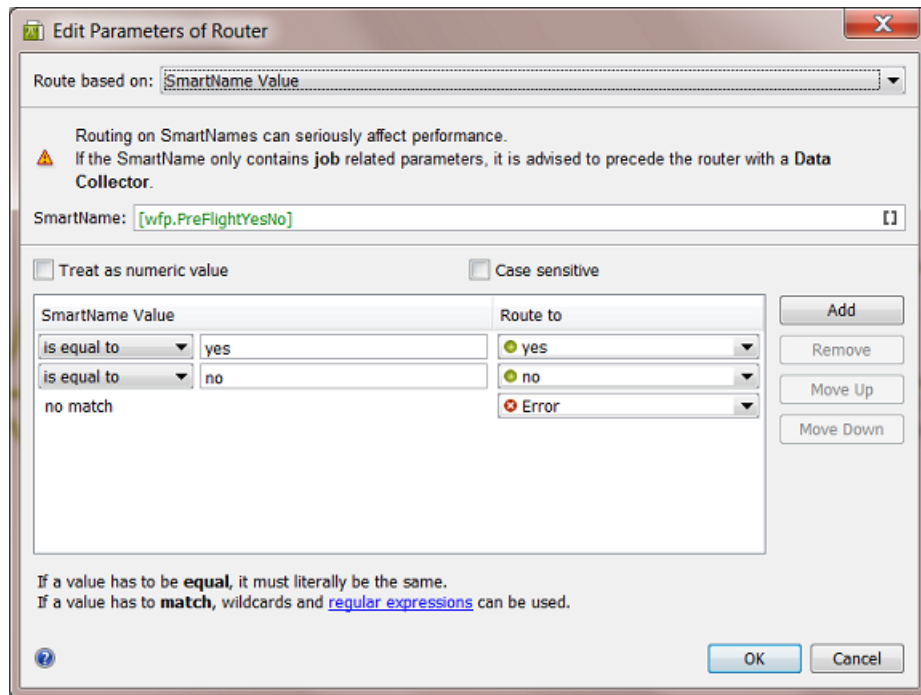 Edit Parameters of Router
Route based on: SmartName Value
Routing on SmartNames can seriously affect performance.
If the SmartName only contains job related parameters, it is advised to precede the router with a Data
Collector.
SmartName: [wfp.PreFlightYesNo] []
Treat as numeric value Case sensitive
SmartName Value Route to Add
is equal to yes yes Remove
is equal to no no Move Up
no match Error Move Down
If a value has to be equal, it must literally be the same.
If a value has to match, wildcards and regular expressions can be used.
? OK Cancel